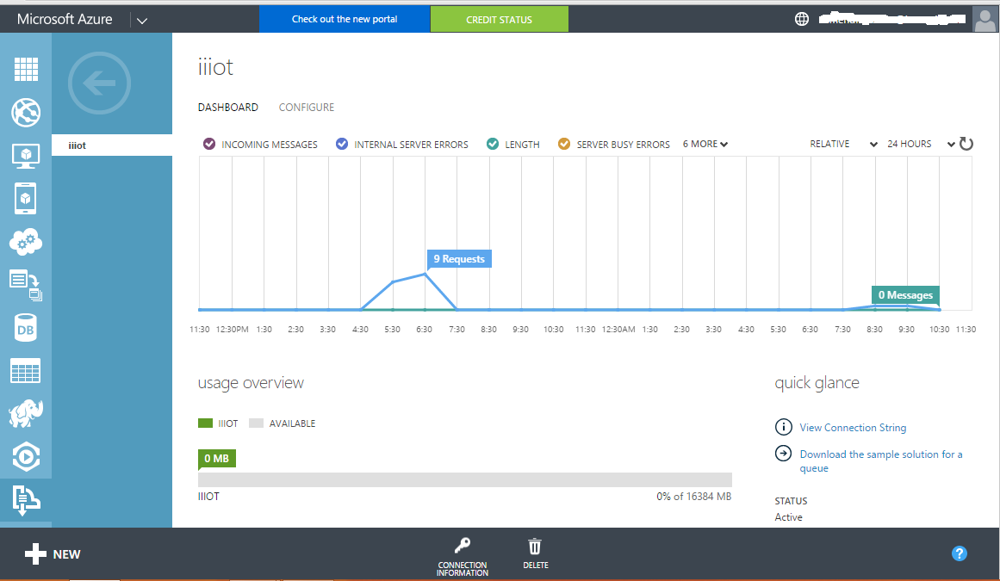 Microsoft Azure
Check out the new portal
CREDIT STATUS
iiiot
iiiot
DASHBOARD CONFIGURE
INCOMING MESSAGES INTERNAL SERVER ERRORS LENGTH SERVER BUSY ERRORS 6 MORE RELATIVE 24 HOURS
9 Requests
0 Messages
11:30 12:30PM 1:30 2:30 3:30 4:30 5:30 6:30 7:30 8:30 9:30 10:30 11:30 12:30AM 1:30 2:30 3:30 4:30 5:30 6:30 7:30 8:30 9:30 10:30 11:30
usage overview
IIIOT AVAILABLE
0 MB
IIIOT 0% of 16384 MB
quick glance
View Connection String
Download the sample solution for a
queue
STATUS
Active
DB
NEW
CONNECTION
INFORMATION
DELETE
?